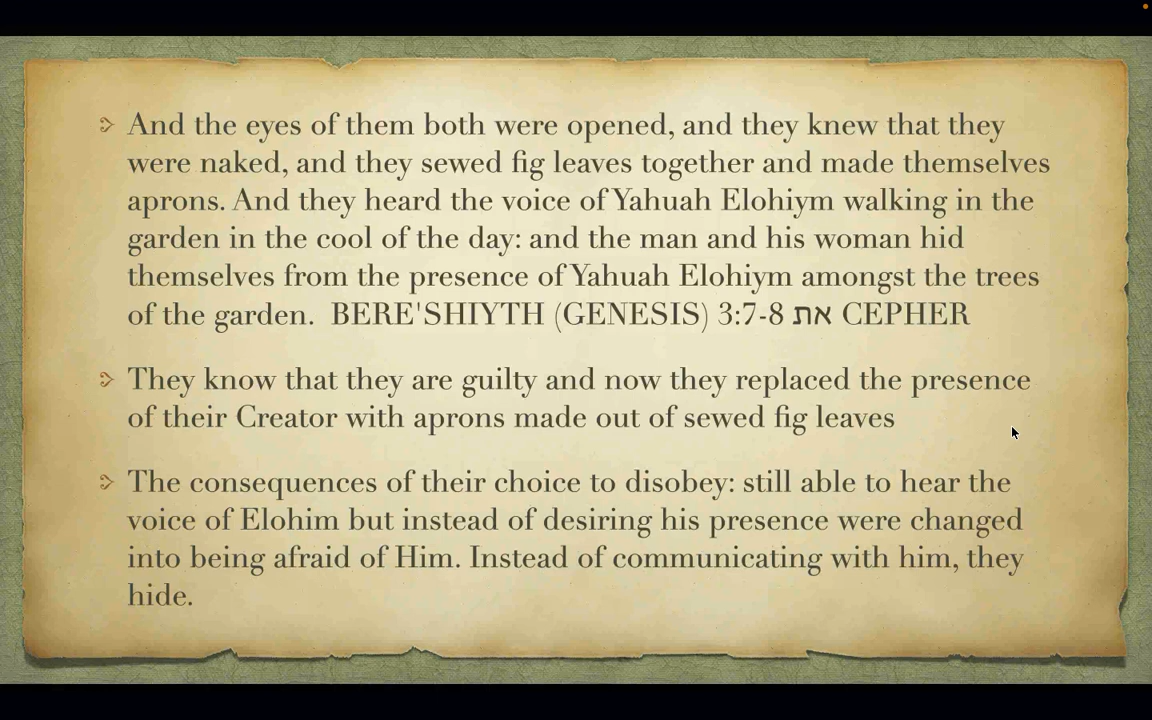 And the eyes of them both were opened, and they knew that they
were naked, and they sewed fig leaves together and made themselves
aprons. And they heard the voice of Yahuah Elohiym walking in the
garden in the cool of the day: and the man and his woman hid
themselves from the presence of Yahuah Elohiym amongst the trees
of the garden.  BERE'SHIYTH (GENESIS) 3:7-8 את CEPHER
They know that they are guilty and now they replaced the presence
of their Creator with aprons made out of sewed fig leaves
The consequences of their choice to disobey: still able to hear the
voice of Elohim but instead of desiring his presence were changed
into being afraid of Him. Instead of communicating with him, they
hide.